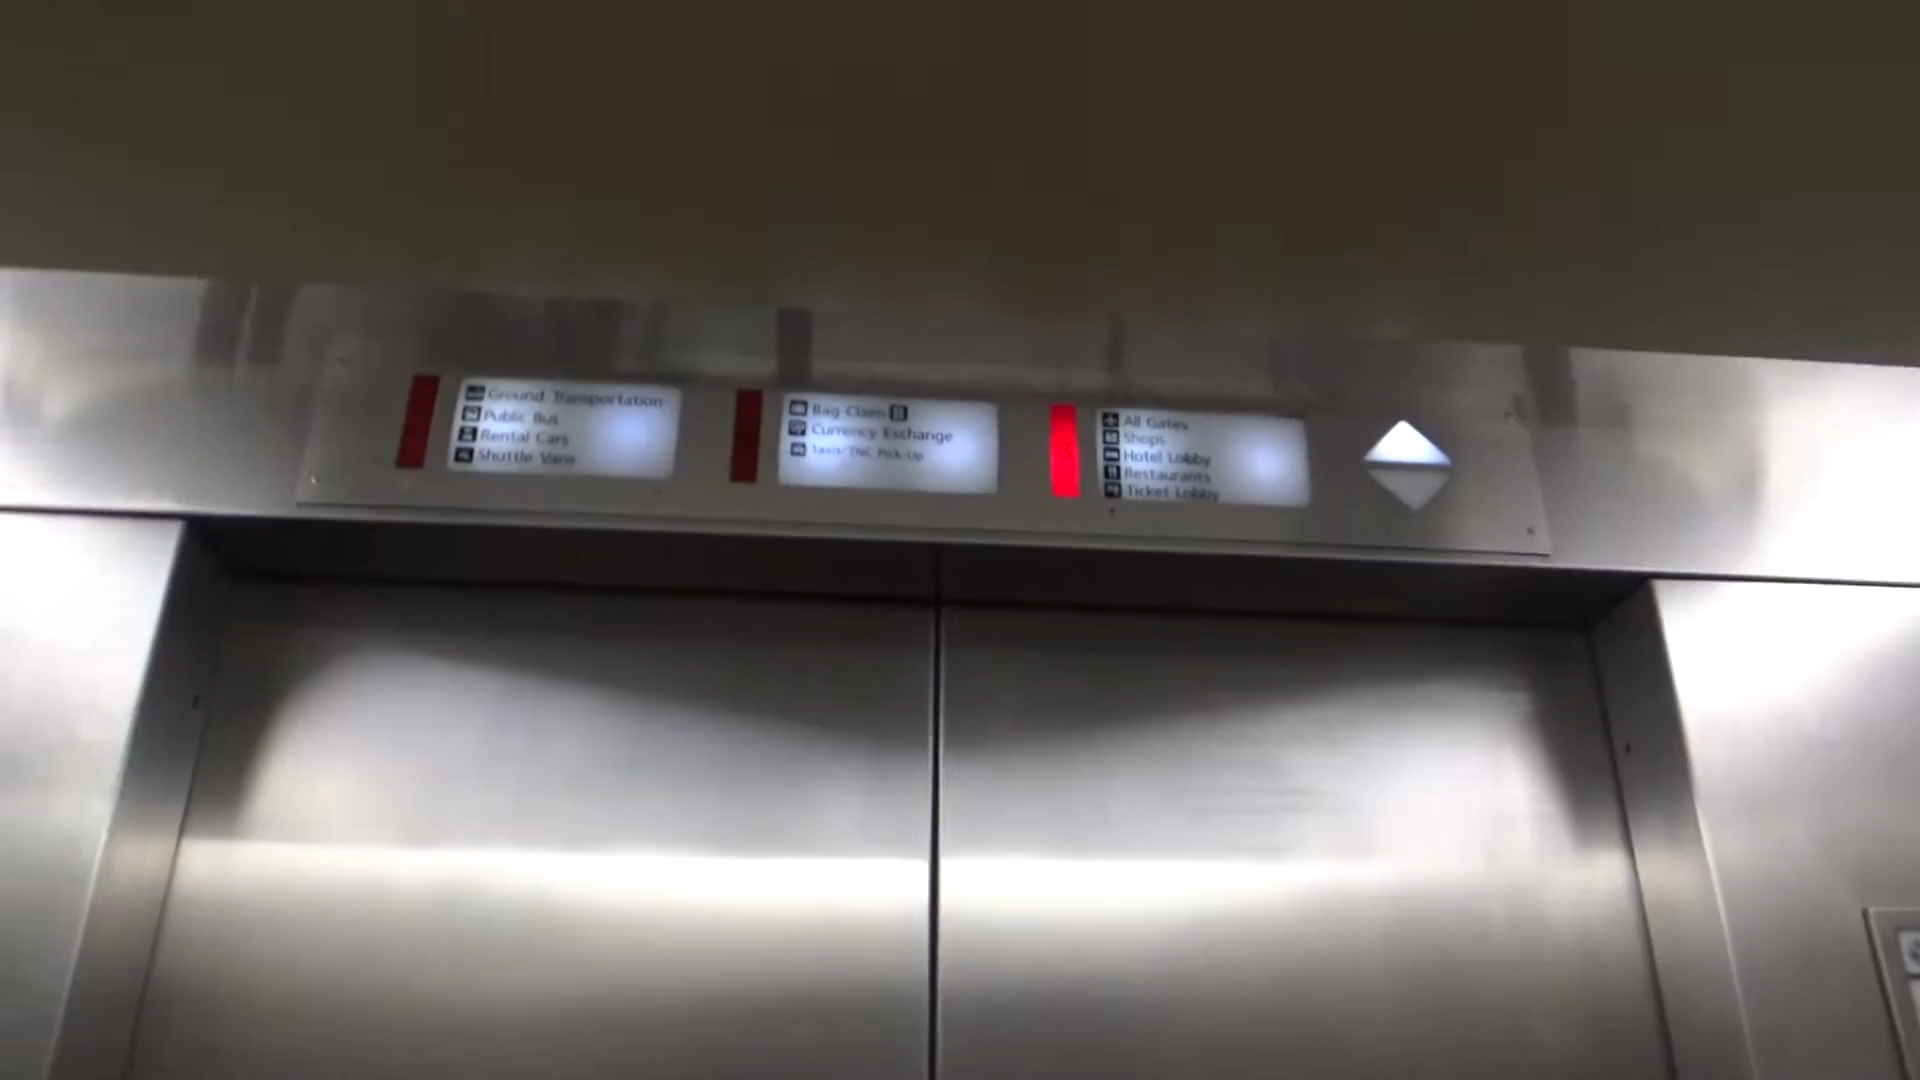 Ground Transportation
Public Bus
Rental Cars
Shuttle Vans
Bag Claim B
Currency Exchange
Taxis/TNC Pick-Up
3
All Gates
Shops
Hotel Lobby
Restaurants
Ticket Lobby